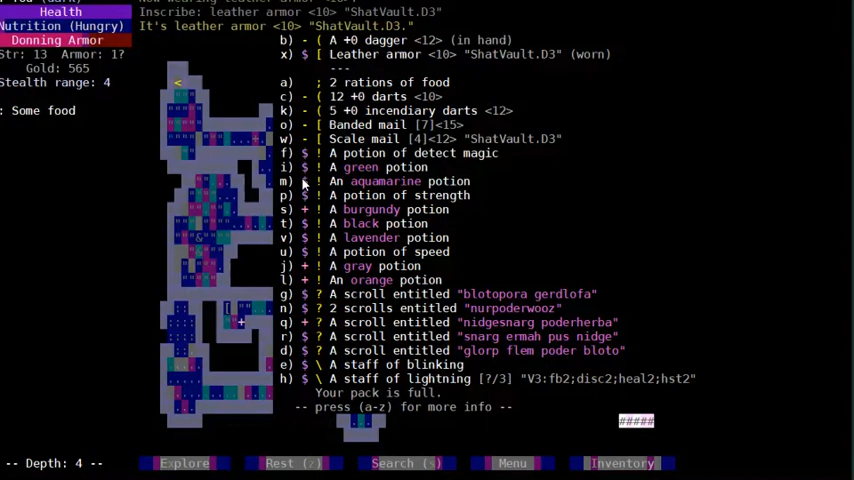 Health
Nutrition (Hungry)
Donning Armor
Str: 13  Armor: 1?
Gold: 565
Stealth range: 4
: Some food
Inscribe: leather armor <10> "ShatVault.D3"
It's leather armor <10> "ShatVault.D3."
b) - ( A +0 dagger <12> (in hand)
x) $ [ Leather armor <10> "ShatVault.D3" (worn)
---
a)   ; 2 rations of food
c) - ( 12 +0 darts <10>
k) - ( 5 +0 incendiary darts <12>
o) - [ Banded mail [7]<15>
w) - [ Scale mail [4]<12> "ShatVault.D3"
f) $ ! A potion of detect magic
i) $ ! A green potion
m) $ ! An aquamarine potion
p) $ ! A potion of strength
s) + ! A burgundy potion
t) $ ! A black potion
v) $ ! A lavender potion
u) $ ! A potion of speed
j) + ! A gray potion
l) + ! An orange potion
g) $ ? A scroll entitled "blotopora gerdlofa"
n) $ ? 2 scrolls entitled "nurpoderwooz"
q) + ? A scroll entitled "nidgesnarg poderherba"
r) $ ? A scroll entitled "snarg ermah pus nidge"
d) $ ? A scroll entitled "glorp flem poder bloto"
e) $ \ A staff of blinking
h) $ \ A staff of lightning [?/3] "V3:fb2;disc2;heal2;hst2"
Your pack is full.
-- press (a-z) for more info --
#####
-- Depth: 4 --
Explore
Rest (z)
Search (s)
Menu
Inventory